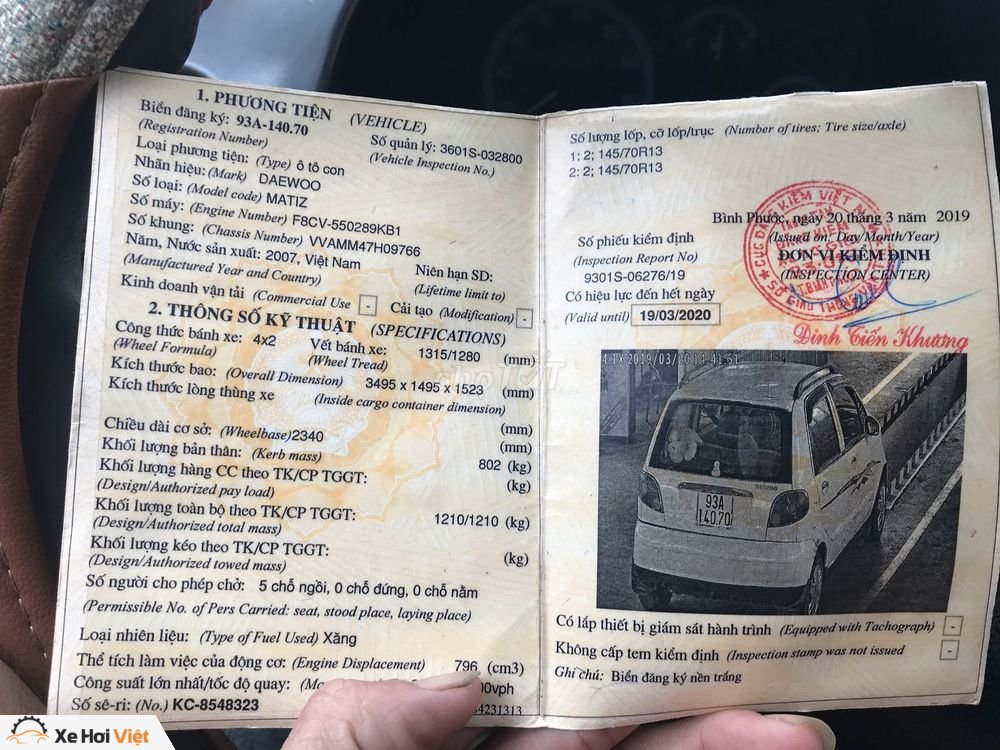 1. PHƯƠNG TIỆN (VEHICLE)
Biển đăng ký: 93A-140.70
(Registration Number)
Số quản lý: 3601S-032800
(Vehicle Inspection No.)
Loại phương tiện: (Type) ô tô con
Nhãn hiệu: (Mark) DAEWOO
Số loại: (Model code) MATIZ
Số máy: (Engine Number) F8CV-550289KB1
Số khung: (Chassis Number) VVAMM47H09766
Năm, Nước sản xuất: 2007, Việt Nam
(Manufactured Year and Country)
Niên hạn SD:
(Lifetime limit to)
Kinh doanh vận tải (Commercial Use - Cải tạo (Modification) -
2. THÔNG SỐ KỸ THUẬT (SPECIFICATIONS)
Công thức bánh xe: 4x2 Vết bánh xe: 1315/1280 (mm)
(Wheel Formula) (Wheel Tread)
Kích thước bao: (Overall Dimension) 3495 x 1495 x 1523 (mm)
Kích thước lòng thùng xe (Inside cargo container dimension)
(mm)
Chiều dài cơ sở: (Wheelbase) 2340 (mm)
Khối lượng bản thân: (Kerb mass) 802 (kg)
Khối lượng hàng CC theo TK/CP TGGT: (kg)
(Design/Authorized pay load)
Khối lượng toàn bộ theo TK/CP TGGT: 1210/1210 (kg)
(Design/Authorized total mass)
Khối lượng kéo theo TK/CP TGGT: (kg)
(Design/Authorized towed mass)
Số người cho phép chở: 5 chỗ ngồi, 0 chỗ đứng, 0 chỗ nằm
(Permissible No. of Pers Carried: seat, stood place, laying place)
Loại nhiên liệu: (Type of Fuel Used) Xăng
Thể tích làm việc của động cơ: (Engine Displacement) 796 (cm3)
Công suất lớn nhất/tốc độ quay: 00vph
Số sê-ri: (No.) KC-8548323
Số lượng lốp, cỡ lốp/trục (Number of tires; Tire size/axle)
1: 2; 145/70R13
2: 2; 145/70R13
Bình Phước, ngày 20 tháng 3 năm 2019
(Issued on: Day/Month/Year)
Số phiếu kiểm định
(Inspection Report No)
9301S-06276/19
ĐƠN VỊ KIỂM ĐỊNH
(INSPECTION CENTER)
Có hiệu lực đến hết ngày
(Valid until) 19/03/2020
Đinh Tiến Khương
2019/03/20 14:41:51
93A
140.70
Có lắp thiết bị giám sát hành trình (Equipped with Tachograph) -
Không cấp tem kiểm định (Inspection stamp was not issued -
Ghi chú: Biển đăng ký nền trắng
Xe Hơi Việt